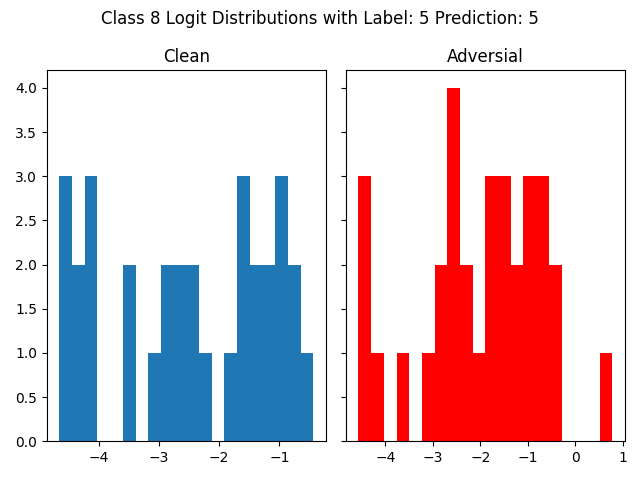 Class 8 Logit Distributions with Label: 5 Prediction: 5
Clean
Adversial
4.0
3.5
3.0
2.5
2.0
1.5
1.0
0.5
0.0
−4 −3 −2 −1
−4 −3 −2 −1 0 1